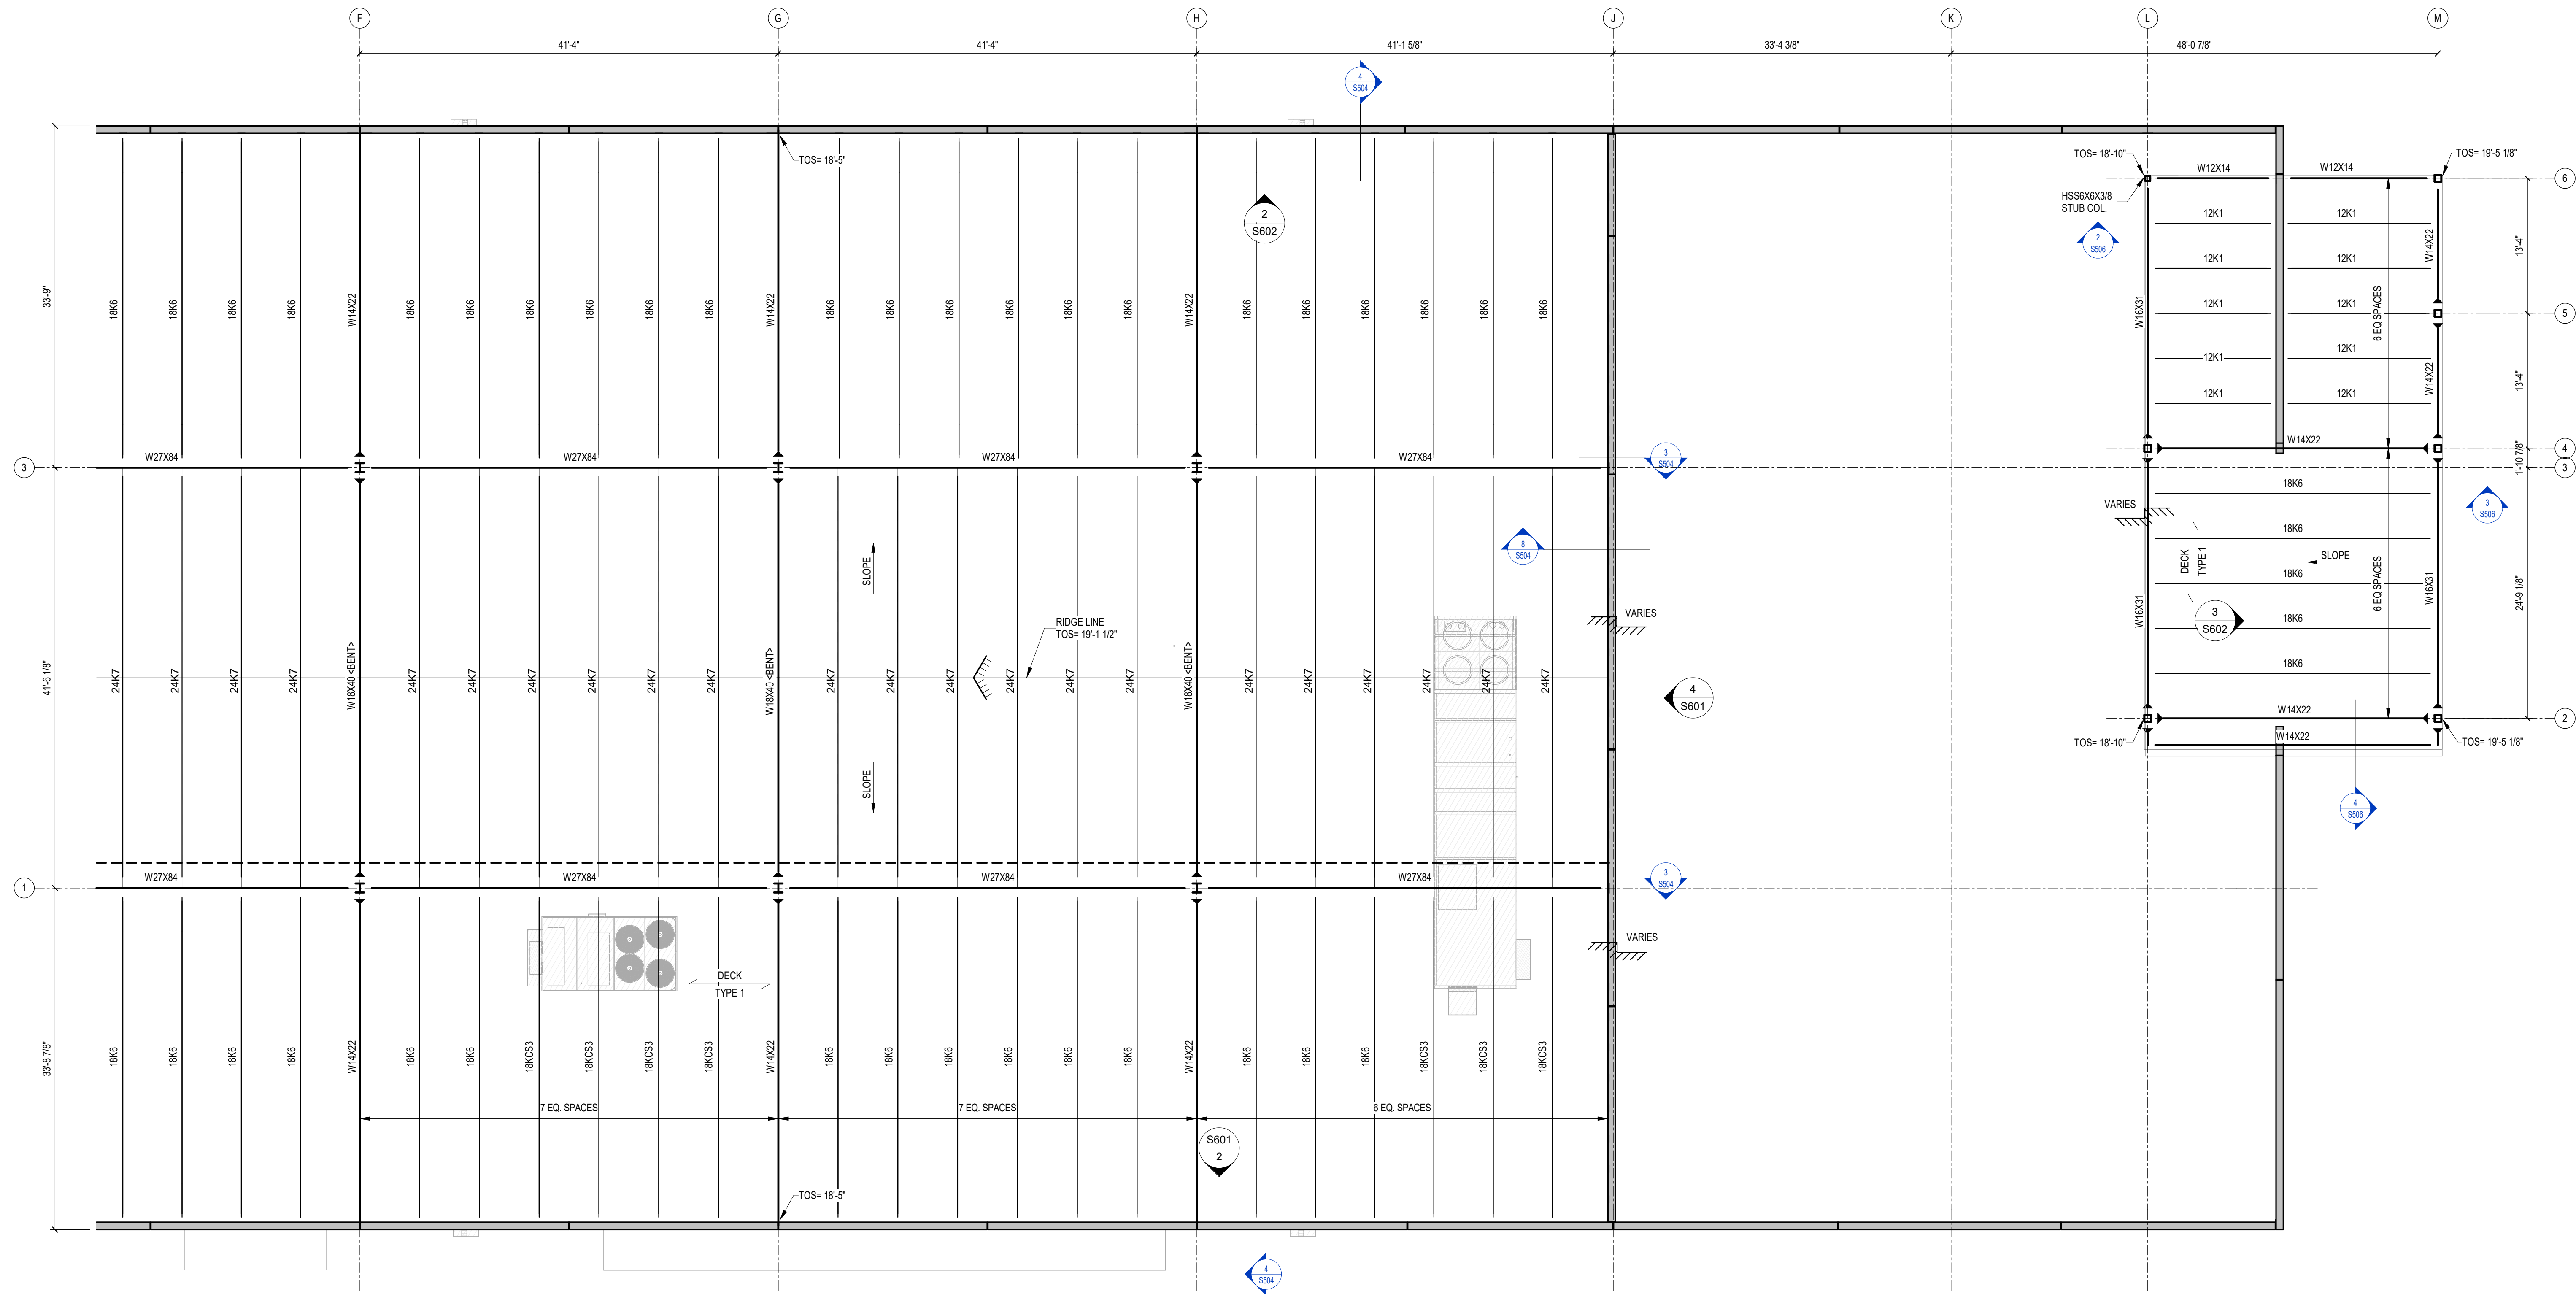 F G H J K L M
41'-4" 41'-4" 41'-1 5/8" 33'-4 3/8" 48'-0 7/8"
4
S504
TOS= 18'-5"
TOS= 18'-10"
W12X14 W12X14
TOS= 19'-5 1/8"
6
HSS6X6X3/8
STUB COL.
2
S602
12K1 12K1
2
S506
W14X22
13'-4"
12K1 12K1
33'-9"
18K6 18K6 18K6 18K6 W14X22 18K6 18K6 18K6 18K6 18K6 18K6 W14X22 18K6 18K6 18K6 18K6 18K6 18K6 W14X22 18K6 18K6 18K6 18K6 18K6 18K6
W16X31
12K1 12K1
6 EQ SPACES
5
12K1 12K1
W14X22
13'-4"
12K1 12K1
W14X22
4
3
W27X84 W27X84 W27X84 W27X84
3
S504
1'-10 7/8"
3
18K6
VARIES
3
S506
18K6
8
S504
SLOPE
DECK
TYPE 1
SLOPE
18K6
6 EQ SPACES
W16X31
W16X31
24'-9 1/8"
VARIES
RIDGE LINE
TOS= 19'-1 1/2"
18K6
3
S602
18K6
41'-6 1/8"
24K7 24K7 24K7 24K7 W18X40 <BENT> 24K7 24K7 24K7 24K7 24K7 24K7 W18X40 <BENT> 24K7 24K7 24K7 24K7 24K7 24K7 W18X40 <BENT> 24K7 24K7 24K7 24K7 24K7 24K7
4
S601
W14X22
2
W14X22
TOS= 18'-10"
TOS= 19'-5 1/8"
SLOPE
4
S506
1
W27X84 W27X84 W27X84 W27X84
3
S504
VARIES
DECK
TYPE 1
33'-8 7/8"
18K6 18K6 18K6 18K6 W14X22 18K6 18K6 18KCS3 18KCS3 18KCS3 18KCS3 W14X22 18K6 18K6 18K6 18K6 18K6 18K6 W14X22 18K6 18K6 18K6 18KCS3 18KCS3 18KCS3
7 EQ. SPACES 7 EQ. SPACES 6 EQ. SPACES
S601
2
TOS= 18'-5"
4
S504